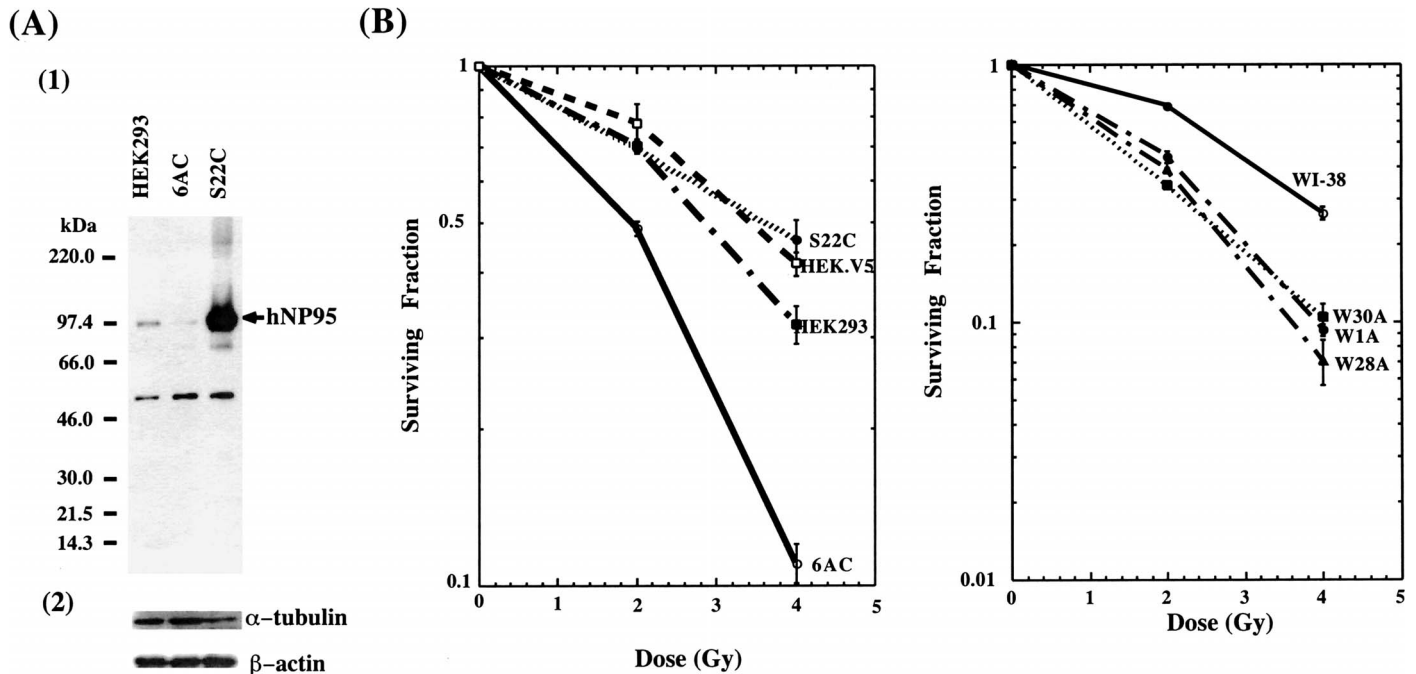 (A)
(1)
HEK293
6AC
S22C
kDa
220.0
97.4
66.0
46.0
30.0
21.5
14.3
hNP95
(2)
α-tubulin
β-actin
(B)
Surviving Fraction
1
0.5
0.1
0 1 2 3 4 5
Dose (Gy)
S22C
HEK.V5
HEK293
6AC
Surviving Fraction
1
0.1
0.01
0 1 2 3 4 5
Dose (Gy)
WI-38
W30A
W1A
W28A